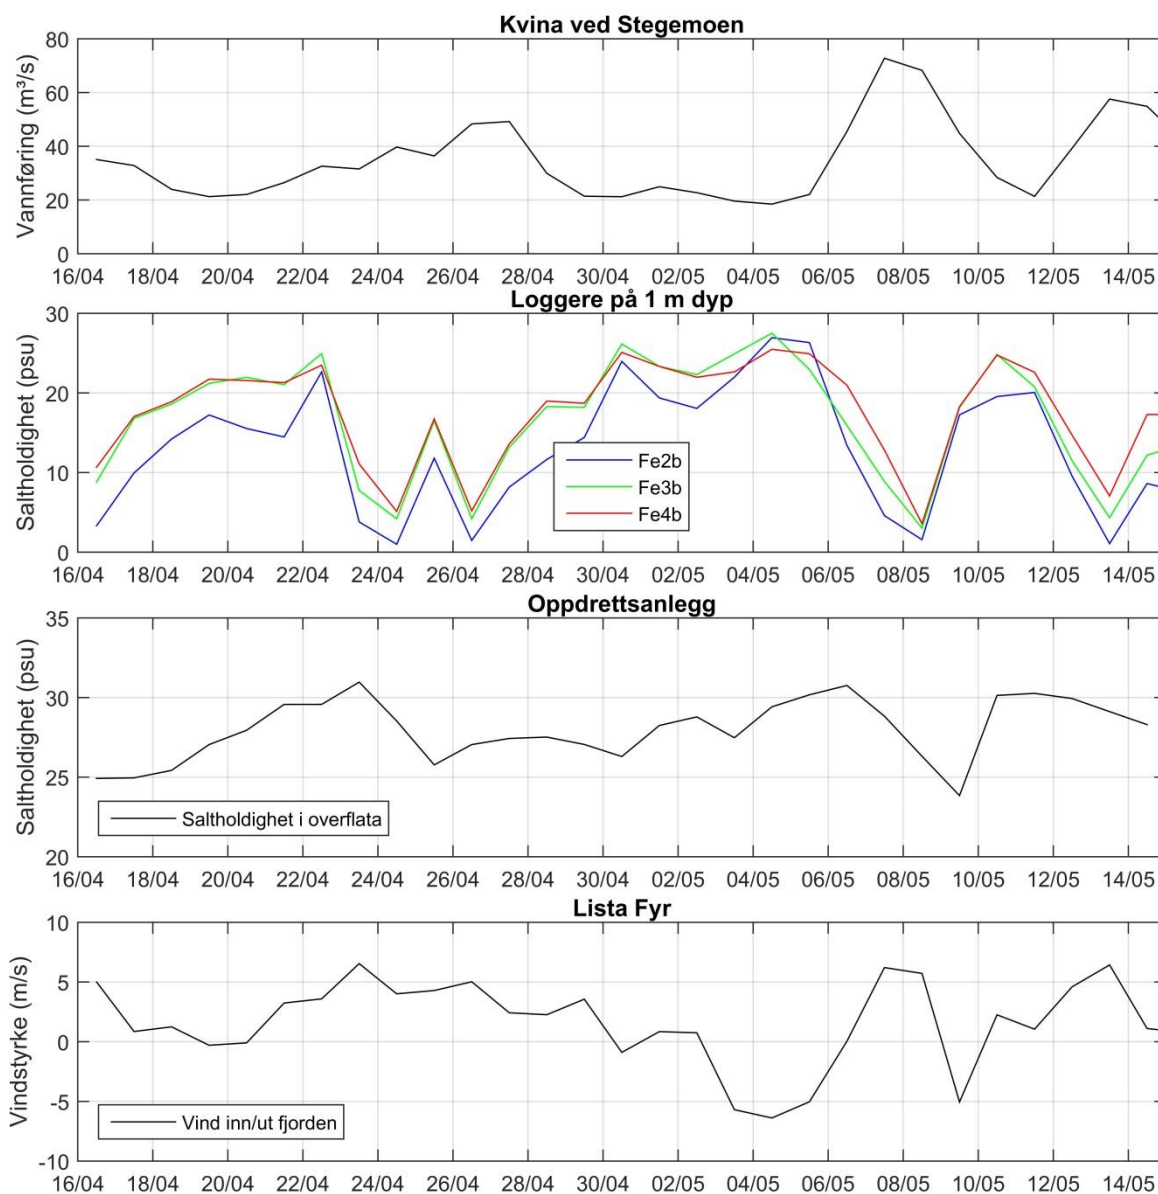 Kvina ved Stegemoen
Vannføring (m³/s)
80
60
40
20
0
16/04 18/04 20/04 22/04 24/04 26/04 28/04 30/04 02/05 04/05 06/05 08/05 10/05 12/05 14/05
Loggere på 1 m dyp
Saltholdighet (psu)
30
20
10
0
Fe2b
Fe3b
Fe4b
16/04 18/04 20/04 22/04 24/04 26/04 28/04 30/04 02/05 04/05 06/05 08/05 10/05 12/05 14/05
Oppdrettsanlegg
Saltholdighet (psu)
35
30
25
20
Saltholdighet i overflata
16/04 18/04 20/04 22/04 24/04 26/04 28/04 30/04 02/05 04/05 06/05 08/05 10/05 12/05 14/05
Lista Fyr
Vindstyrke (m/s)
10
5
0
-5
-10
Vind inn/ut fjorden
16/04 18/04 20/04 22/04 24/04 26/04 28/04 30/04 02/05 04/05 06/05 08/05 10/05 12/05 14/05